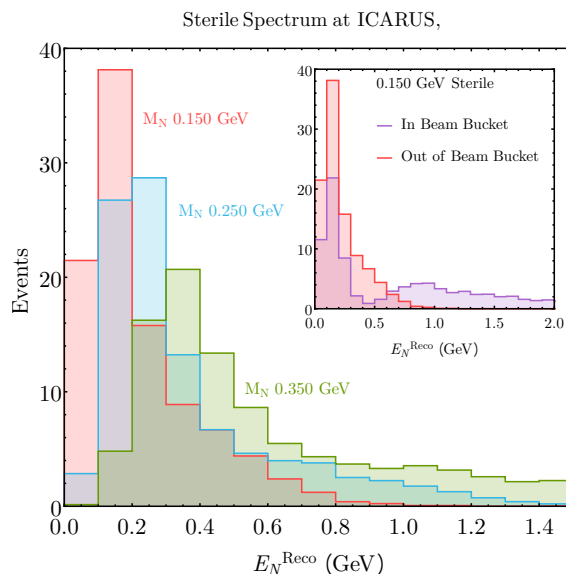 Sterile Spectrum at ICARUS,
Events
40
30
20
10
0
M_N 0.150 GeV
M_N 0.250 GeV
M_N 0.350 GeV
0.0 0.2 0.4 0.6 0.8 1.0 1.2 1.4
E_N^Reco (GeV)
0.150 GeV Sterile
In Beam Bucket
Out of Beam Bucket
40
30
20
10
0
0.0 0.5 1.0 1.5 2.0
E_N^Reco (GeV)